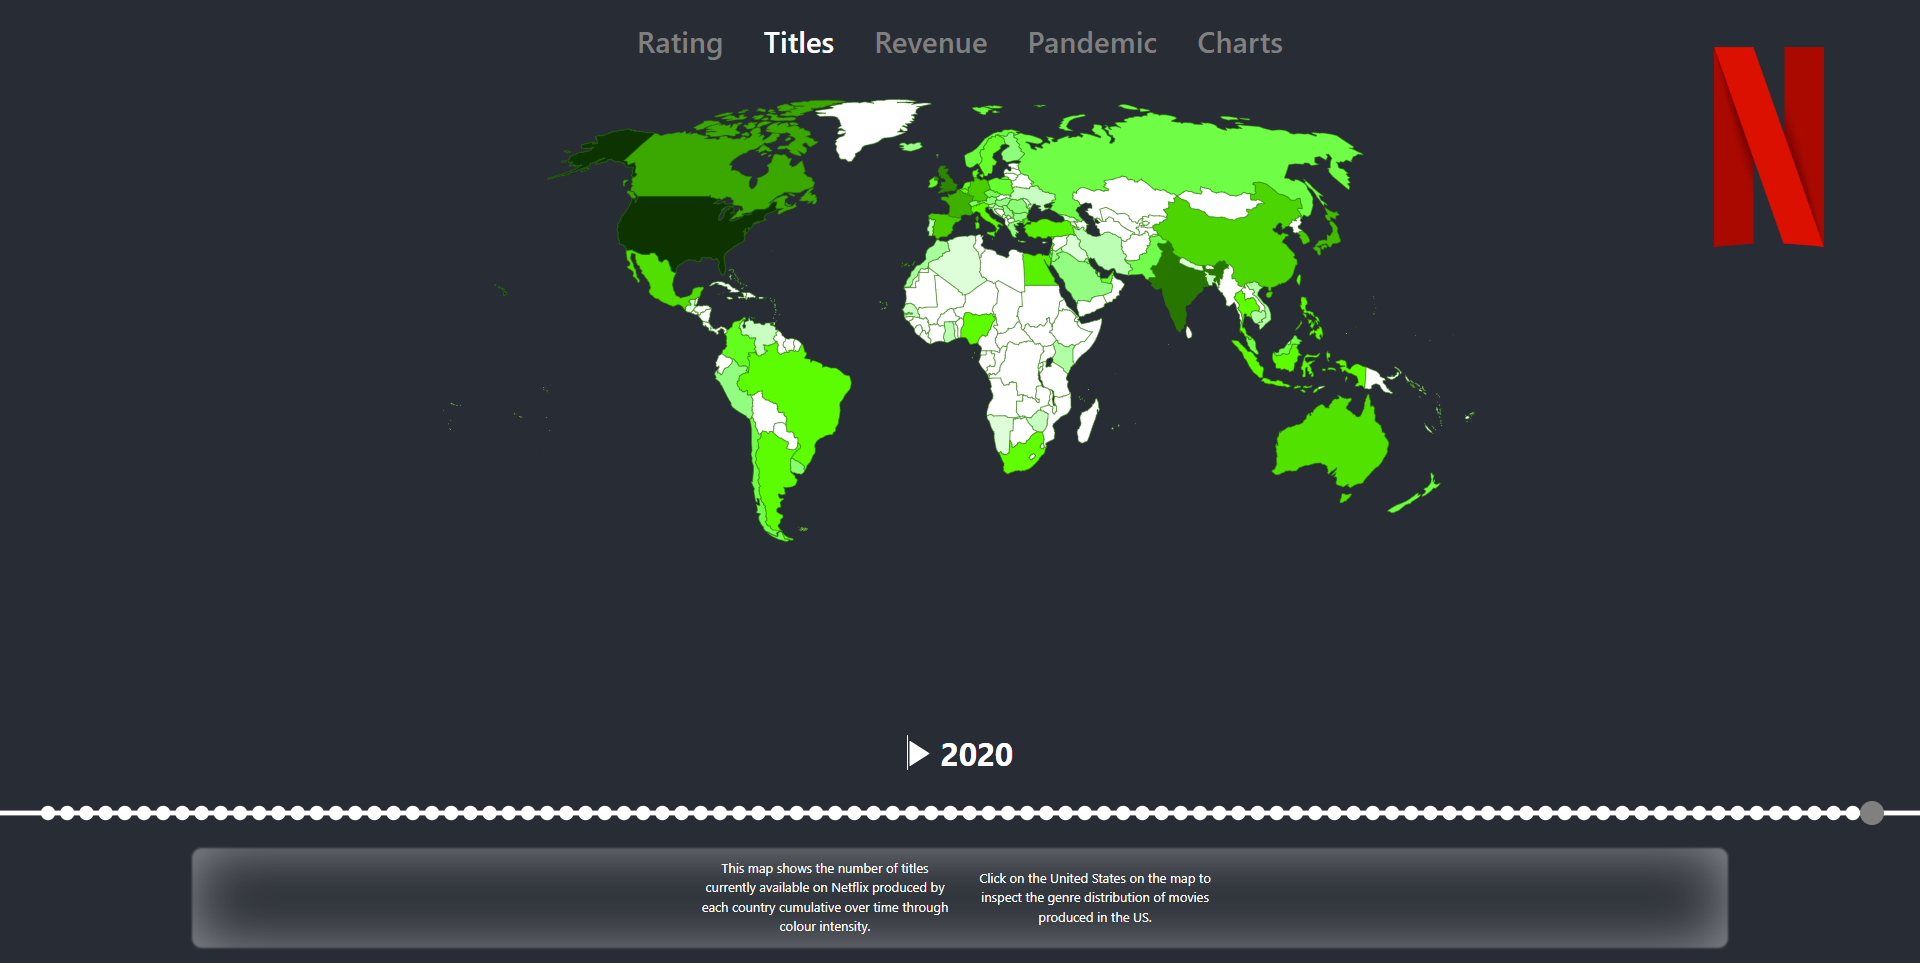 Rating Titles Revenue Pandemic Charts
2020
This map shows the number of titles
currently available on Netflix produced by
each country cumulative over time through
colour intensity.
Click on the United States on the map to
inspect the genre distribution of movies
produced in the US.